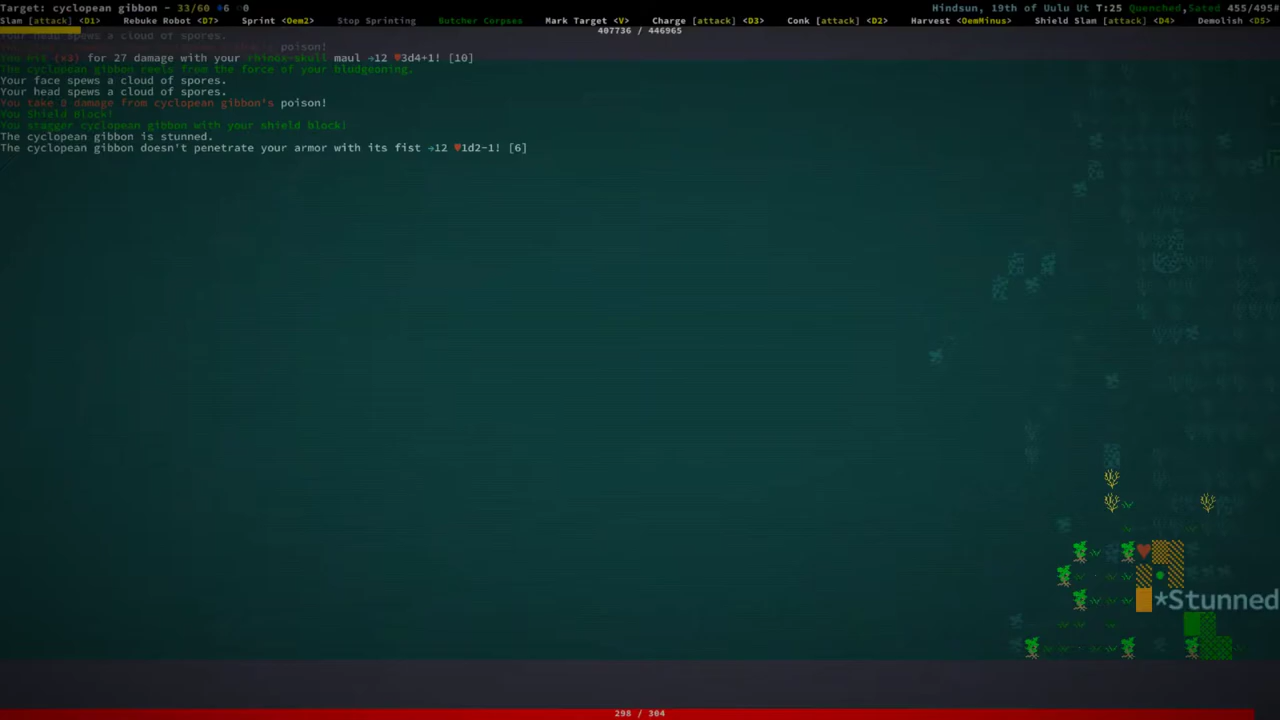 Target: cyclopean gibbon - 33/60 6 0
Hindsun, 19th of Uulu Ut T:25 Quenched,Sated 455/495#
Slam [attack] <D1> Rebuke Robot <D7> Sprint <Oem2> Stop Sprinting Butcher Corpses Mark Target <V> Charge [attack] <D3> Conk [attack] <D2> Harvest <OemMinus> Shield Slam [attack] <D4> Demolish <D5>
407736 / 446965
Your head spews a cloud of spores.
poison!
You hit (x3) for 27 damage with your rhinox-skull maul →12 ♥3d4+1! [10]
The cyclopean gibbon reels from the force of your bludgeoning.
Your face spews a cloud of spores.
Your head spews a cloud of spores.
You take 0 damage from cyclopean gibbon's poison!
You Shield Block!
You stagger cyclopean gibbon with your shield block!
The cyclopean gibbon is stunned.
The cyclopean gibbon doesn't penetrate your armor with its fist →12 ♥1d2-1! [6]
*Stunned
298 / 304